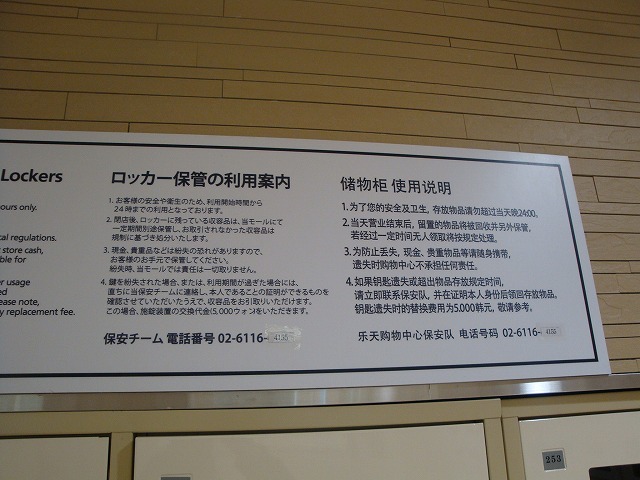 Lockers
ours only.
al regulations.
store cash,
ble for
er usage
ed
ease note,
y replacement fee.
ロッカー保管の利用案内
1. お客様の安全や衛生のため、利用開始時間から
24時までの利用となっております。
2. 閉店後、ロッカーに残っている収容品は、当モールにて
一定期間別途保管し、お取引されなかった収容品は
規制に基づき処分いたします。
3. 現金、貴重品などは紛失の恐れがありますので、
お客様のお手元で保管してください。
紛失時、当モールでは責任は一切取りません。
4. 鍵を紛失された場合、または、利用期間が過ぎた場合には、
直ちに当保安チームに連絡し、本人であることの証明ができるものを
確認させていただいたうえで、収容品をお引取りいただけます。
この場合、施錠装置の交換代金(5,000ウォン)をいただきます。
保安チーム 電話番号 02-6116-4135
储物柜 使用说明
1.为了您的安全及卫生，存放物品请勿超过当天晚24:00。
2.当天营业结束后，留置的物品将被回收并另外保管，
若经过一定时间无人领取将按规定处理。
3.为防止丢失，现金、贵重物品等请随身携带，
遗失时购物中心不承担任何责任。
4.如果钥匙遗失或超出物品存放规定时间，
请立即联系保安队，并在证明本人身份后领回存放物品。
钥匙遗失时的替换费用为5,000韩元，敬请参考。
乐天购物中心保安队 电话号码 02-6116-4135
253